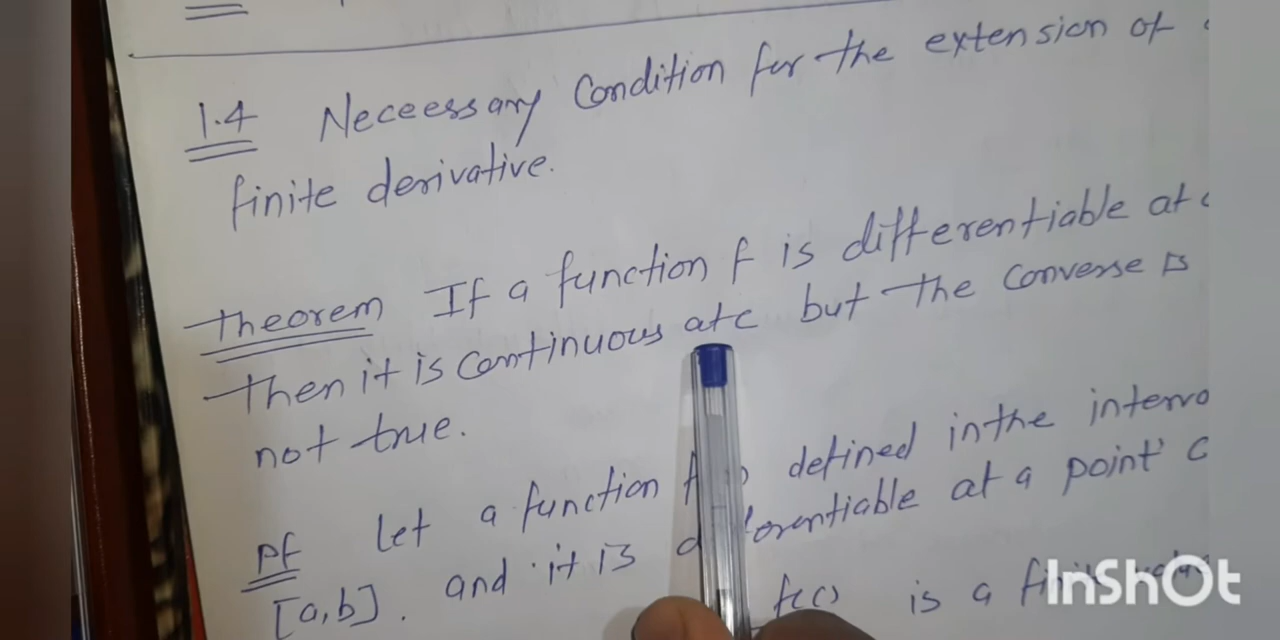 1.4 Neceessary Condition for the extension of
finite derivative.
Theorem If a function f is differentiable at c
Then it is continuous at c but the converse is
not true.
Pf Let a function defined in the interva
[a,b]. and it is at a point c
f(c) is a
InShOt